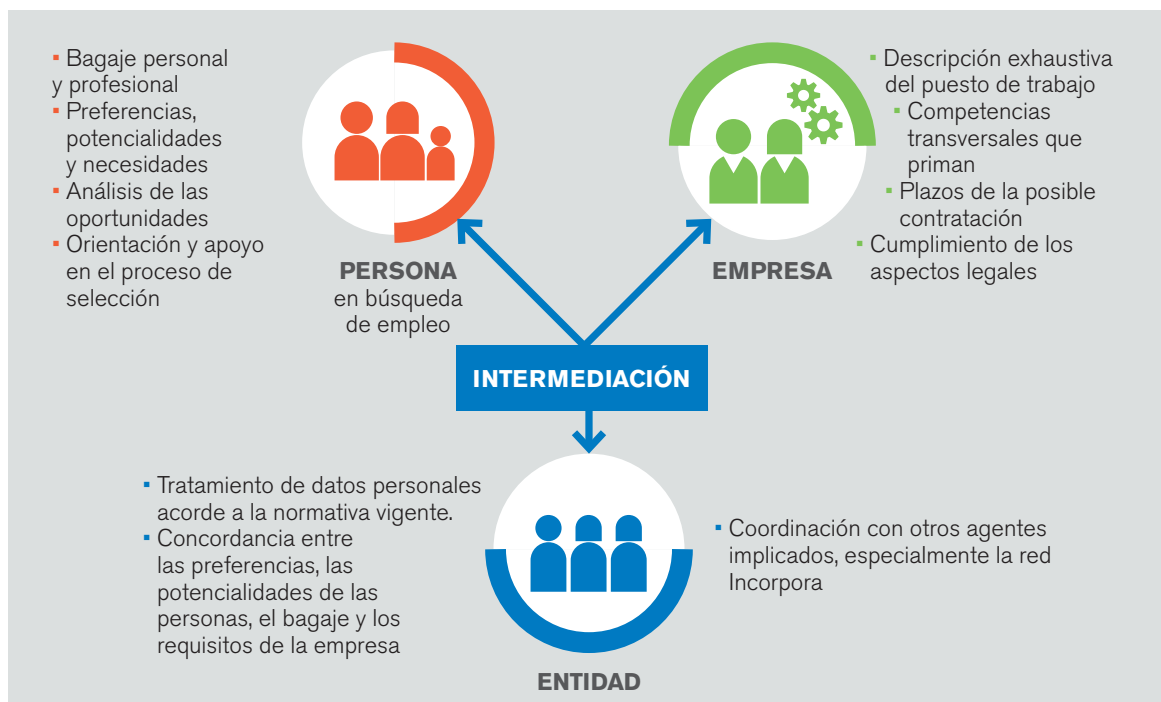 ▪ Bagaje personal
y profesional
▪ Preferencias,
potencialidades
y necesidades
▪ Análisis de las
oportunidades
▪ Orientación y apoyo
en el proceso de
selección
PERSONA
en búsqueda
de empleo
▪ Descripción exhaustiva
del puesto de trabajo
▪ Competencias
transversales que
priman
▪ Plazos de la posible
contratación
▪ Cumplimiento de los
aspectos legales
EMPRESA
INTERMEDIACIÓN
▪ Tratamiento de datos personales
acorde a la normativa vigente.
▪ Concordancia entre
las preferencias, las
potencialidades de las
personas, el bagaje y los
requisitos de la empresa
▪ Coordinación con otros agentes
implicados, especialmente la red
Incorpora
ENTIDAD